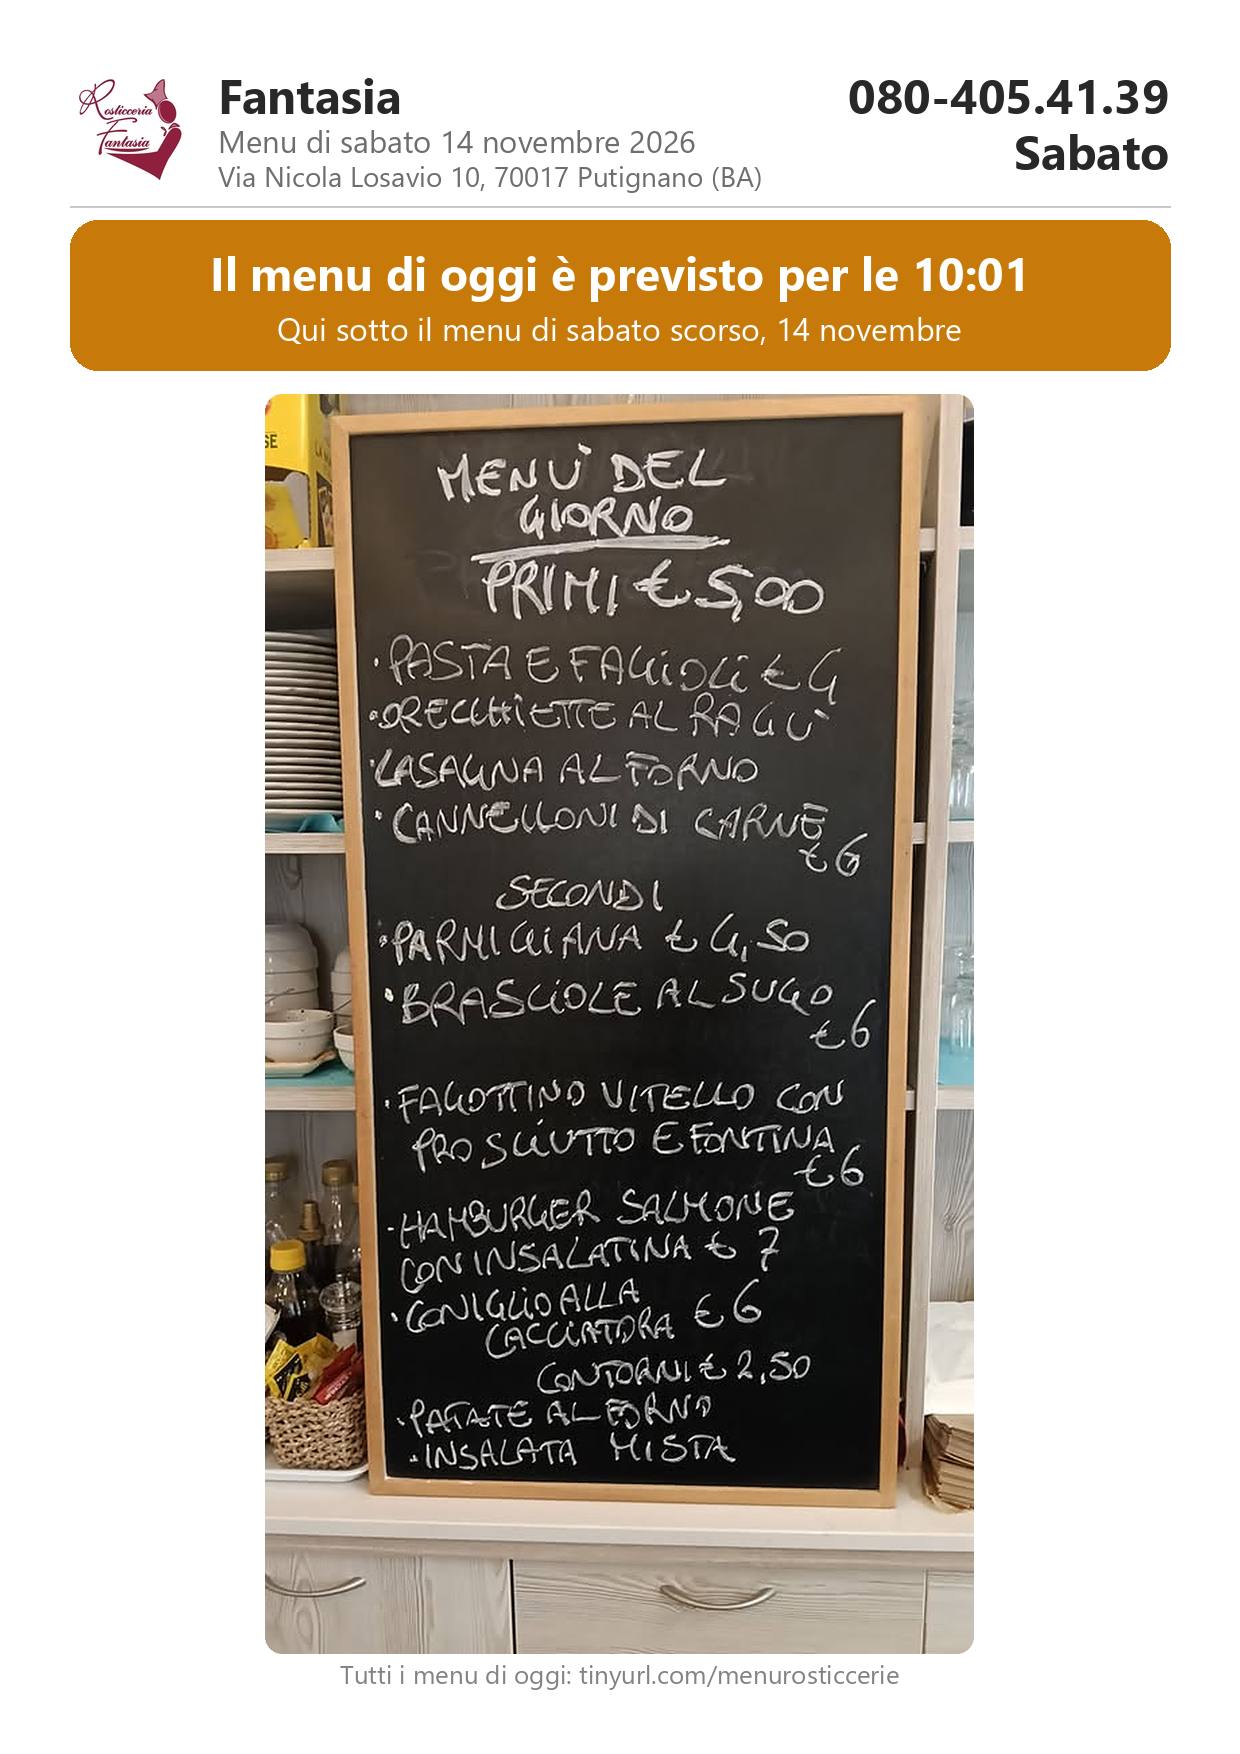 Rosticceria
Fantasia
Fantasia
Menu di sabato 14 novembre 2026
Via Nicola Losavio 10, 70017 Putignano (BA)
080-405.41.39
Sabato
Il menu di oggi è previsto per le 10:01
Qui sotto il menu di sabato scorso, 14 novembre
SE
MENÙ DEL
GIORNO
PRIMI € 5,00
• PASTA E FAGIOLI € 4
• ORECCHIETTE AL RAGÙ
• LASAGNA AL FORNO
• CANNELLONI DI CARNE
€ 6
SECONDI
• PARMIGIANA € 4,50
• BRASCIOLE AL SUGO
€ 6
• FAGOTTINO VITELLO CON
PROSCIUTTO E FONTINA
€ 6
• HAMBURGER SALMONE
CON INSALATINA € 7
• CONIGLIO ALLA
CACCIATORA € 6
CONTORNI € 2,50
• PATATE AL FORNO
• INSALATA MISTA
Tutti i menu di oggi: tinyurl.com/menurosticcerie